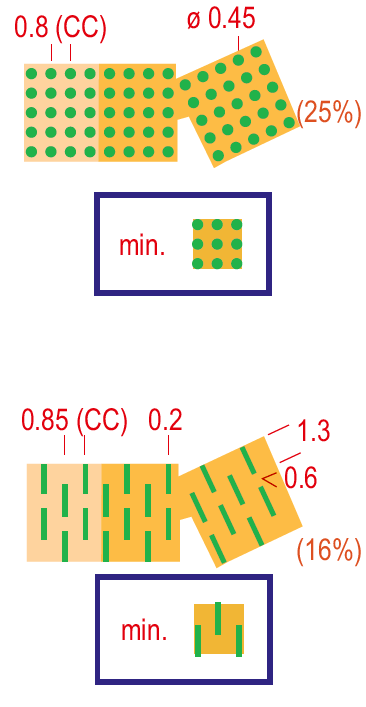 0.8 (CC)
ø 0.45
(25%)
min.
0.85 (CC)
0.2
1.3
< 0.6
(16%)
min.